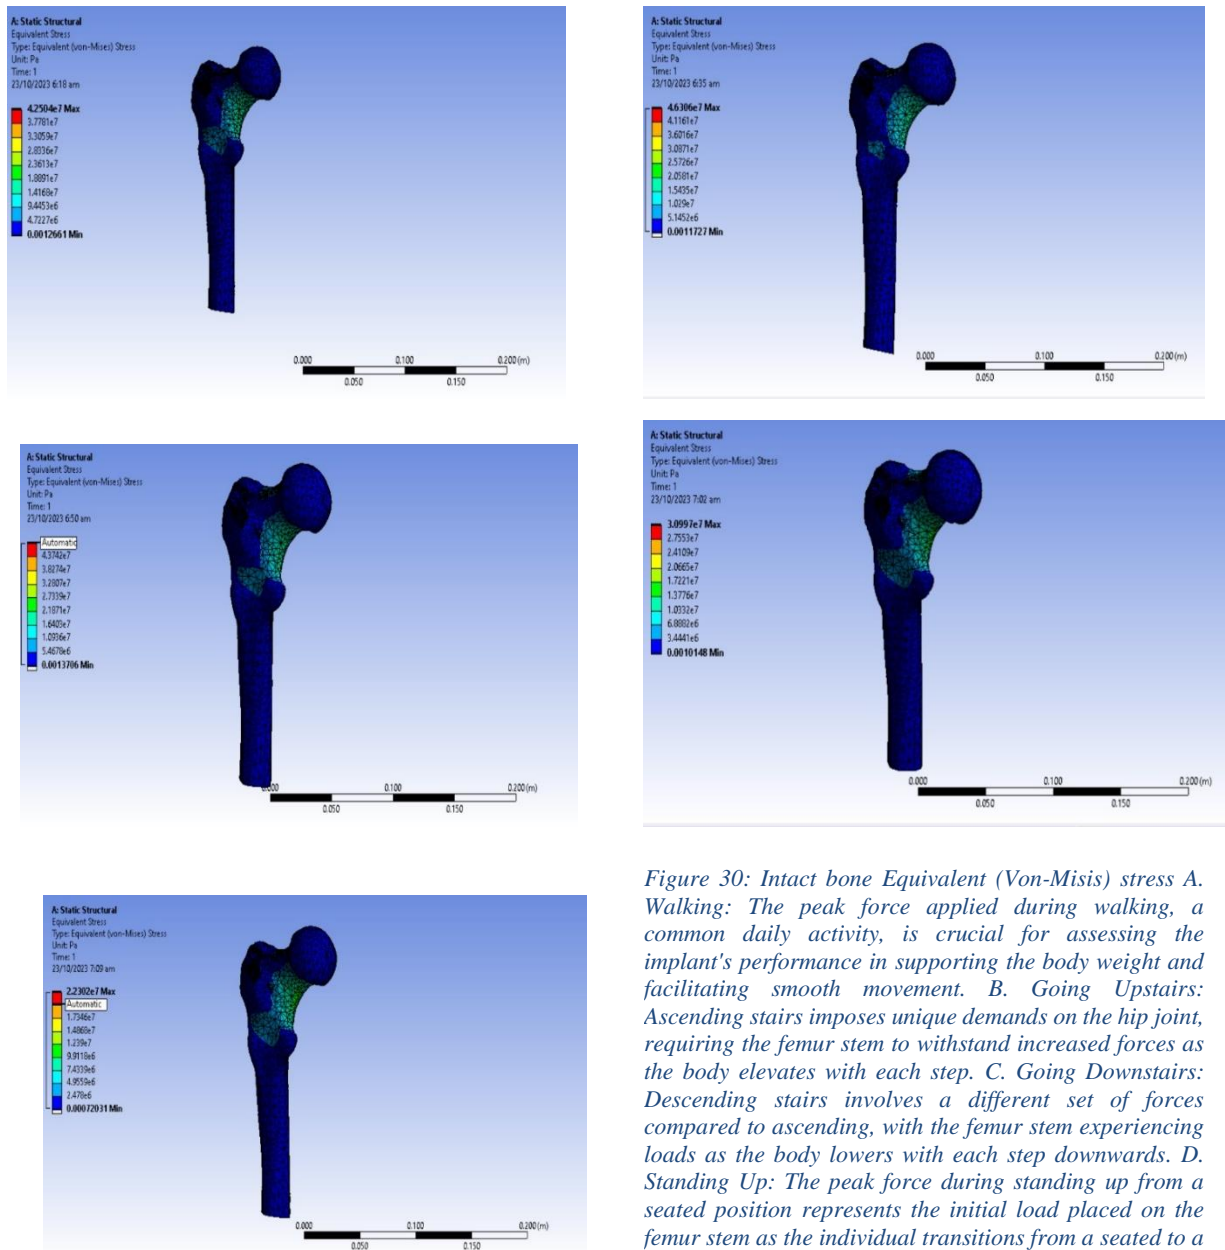 A: Static Structural
Equivalent Stress
Type: Equivalent (von-Mises) Stress
Unit: Pa
Time: 1
23/10/2023 6:18 am
4.2504e7 Max
3.7781e7
3.3059e7
2.8336e7
2.3613e7
1.8891e7
1.4168e7
9.4453e6
4.7227e6
0.0012661 Min
0.000
0.100
0.200 (m)
0.050
0.150
A: Static Structural
Equivalent Stress
Type: Equivalent (von-Mises) Stress
Unit: Pa
Time: 1
23/10/2023 6:35 am
4.6306e7 Max
4.1161e7
3.6016e7
3.0871e7
2.5726e7
2.0581e7
1.5435e7
1.029e7
5.1452e6
0.0011727 Min
0.000
0.100
0.200 (m)
0.050
0.150
A: Static Structural
Equivalent Stress
Type: Equivalent (von-Mises) Stress
Unit: Pa
Time: 1
23/10/2023 6:50 am
Automatic
4.3742e7
3.8274e7
3.2807e7
2.7339e7
2.1871e7
1.6403e7
1.0936e7
5.4678e6
0.0013706 Min
0.000
0.100
0.200 (m)
0.050
0.150
A: Static Structural
Equivalent Stress
Type: Equivalent (von-Mises) Stress
Unit: Pa
Time: 1
23/10/2023 7:02 am
3.0997e7 Max
2.7553e7
2.4109e7
2.0665e7
1.7221e7
1.3776e7
1.0332e7
6.8882e6
3.4441e6
0.0010148 Min
0.000
0.100
0.200 (m)
0.050
0.150
A: Static Structural
Equivalent Stress
Type: Equivalent (von-Mises) Stress
Unit: Pa
Time: 1
23/10/2023 7:09 am
2.2302e7 Max
Automatic
1.7346e7
1.4868e7
1.239e7
9.9118e6
7.4339e6
4.9559e6
2.478e6
0.00072031 Min
0.000
0.100
0.200 (m)
0.050
0.150
Figure 30: Intact bone Equivalent (Von-Misis) stress A.
Walking: The peak force applied during walking, a
common daily activity, is crucial for assessing the
implant's performance in supporting the body weight and
facilitating smooth movement. B. Going Upstairs:
Ascending stairs imposes unique demands on the hip joint,
requiring the femur stem to withstand increased forces as
the body elevates with each step. C. Going Downstairs:
Descending stairs involves a different set of forces
compared to ascending, with the femur stem experiencing
loads as the body lowers with each step downwards. D.
Standing Up: The peak force during standing up from a
seated position represents the initial load placed on the
femur stem as the individual transitions from a seated to a